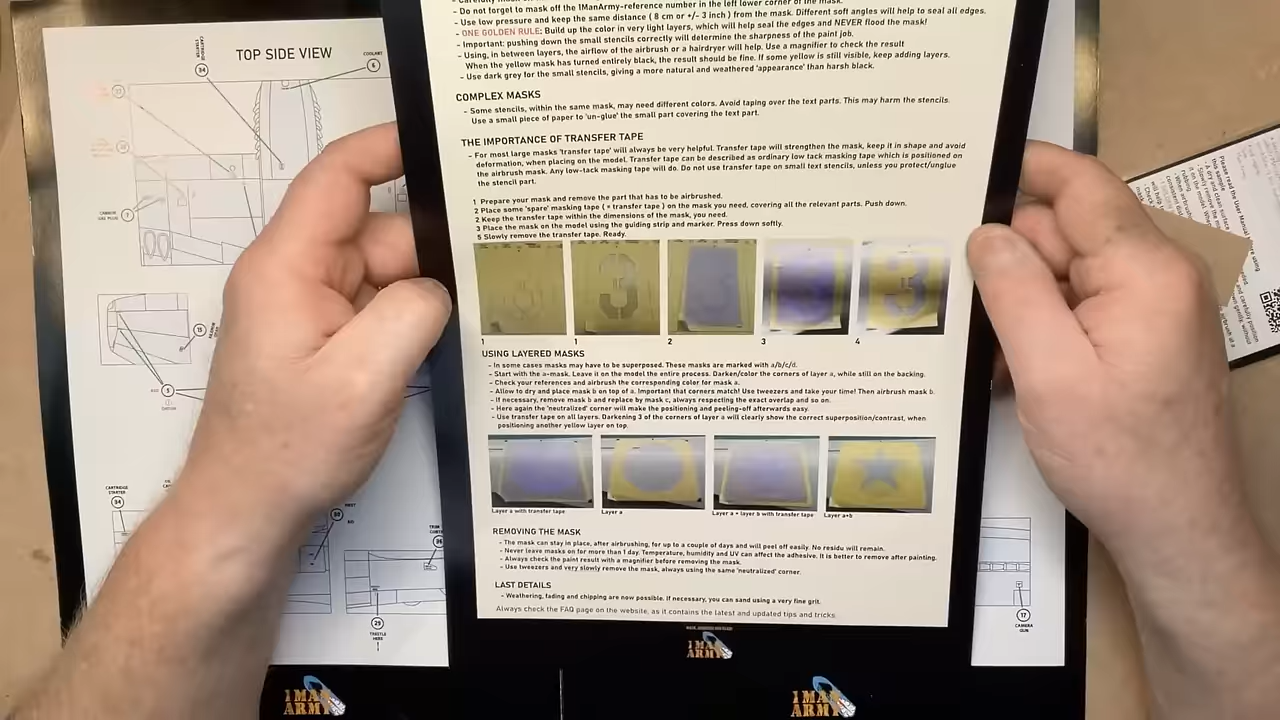 - Do not forget to mask off the 1ManArmy-reference number in the left lower corner of the mask.
- Use low pressure and keep the same distance ( 8 cm or +/- 3 inch ) from the mask. Different soft angles will help to seal all edges.
- ONE GOLDEN RULE: Build up the color in very light layers, which will help seal the edges and NEVER flood the mask!
- Important: pushing down the small stencils correctly will determine the sharpness of the paint job.
- Using, in between layers, the airflow of the airbrush or a hairdryer will help. Use a magnifier to check the result
When the yellow mask has turned entirely black, the result should be fine. If some yellow is still visible, keep adding layers.
- Use dark grey for the small stencils, giving a more natural and weathered 'appearance' than harsh black.
COMPLEX MASKS
- Some stencils, within the same mask, may need different colors. Avoid taping over the text parts. This may harm the stencils.
Use a small piece of paper to 'un-glue' the small part covering the text part.
THE IMPORTANCE OF TRANSFER TAPE
- For most large masks 'transfer tape' will always be very helpful. Transfer tape will strengthen the mask, keep it in shape and avoid
deformation, when placing on the model. Transfer tape can be described as ordinary low tack masking tape which is positioned on
the airbrush mask. Any low-tack masking tape will do. Do not use transfer tape on small text stencils, unless you protect/unglue
the stencil part.
1 Prepare your mask and remove the part that has to be airbrushed.
2 Place some 'spare' masking tape ( = transfer tape ) on the mask you need, covering all the relevant parts. Push down.
2 Keep the transfer tape within the dimensions of the mask, you need.
3 Place the mask on the model using the guiding strip and marker. Press down softly.
5 Slowly remove the transfer tape. Ready.
1
1
2
3
4
USING LAYERED MASKS
- In some cases masks may have to be superposed. These masks are marked with a/b/c/d.
- Start with the a-mask. Leave it on the model the entire process. Darken/color the corners of layer a, while still on the backing.
- Check your references and airbrush the corresponding color for mask a.
- Allow to dry and place mask b on top of a. Important that corners match! Use tweezers and take your time! Then airbrush mask b.
- If necessary, remove mask b and replace by mask c, always respecting the exact overlap and so on.
- Here again the 'neutralized' corner will make the positioning and peeling-off afterwards easy.
- Use transfer tape on all layers. Darkening 3 of the corners of layer a will clearly show the correct superposition/contrast, when
positioning another yellow layer on top.
Layer a with transfer tape
Layer a
Layer a + layer b with transfer tape
Layer a+b
REMOVING THE MASK
- The mask can stay in place, after airbrushing, for up to a couple of days and will peel off easily. No residu will remain.
- Never leave masks on for more than 1 day. Temperature, humidity and UV can affect the adhesive. It is better to remove after painting.
- Always check the paint result with a magnifier before removing the mask.
- Use tweezers and very slowly remove the mask, always using the same 'neutralized' corner.
LAST DETAILS
- Weathering, fading and chipping are now possible. If necessary, you can sand using a very fine grit.
Always check the FAQ page on the website, as it contains the latest and updated tips and tricks
1 MAN
ARMY
TOP SIDE VIEW
CARTRIDGE
STARTER
34
COOLANT
6
7
15
5
CARTRIDGE
STARTER
34
29
17
CAMERA
GUN
1 MAN
ARMY
1 MAN
ARMY
Please read the User Manual